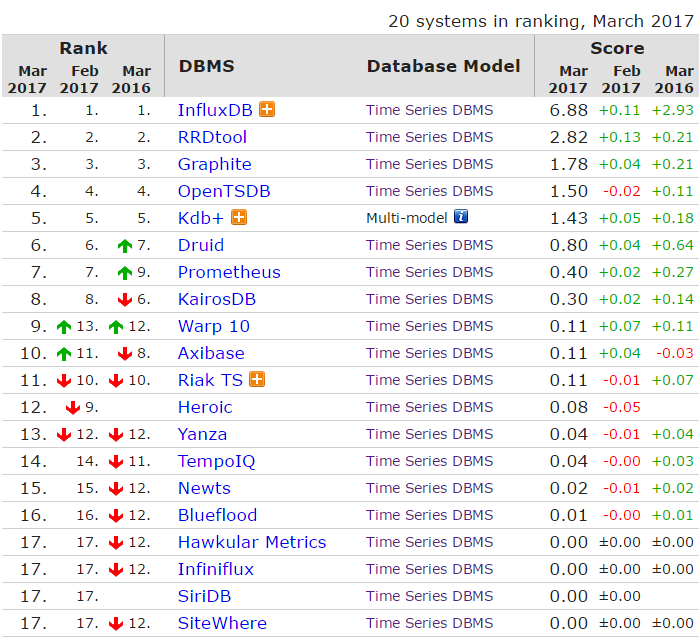 20 systems in ranking, March 2017
Rank DBMS Database Model Score
Mar 2017 Feb 2017 Mar 2016 Mar 2017 Feb 2017 Mar 2016
1. 1. 1. InfluxDB Time Series DBMS 6.88 +0.11 +2.93
2. 2. 2. RRDtool Time Series DBMS 2.82 +0.13 +0.21
3. 3. 3. Graphite Time Series DBMS 1.78 +0.04 +0.21
4. 4. 4. OpenTSDB Time Series DBMS 1.50 -0.02 +0.11
5. 5. 5. Kdb+ Multi-model 1.43 +0.05 +0.18
6. 6. 7. Druid Time Series DBMS 0.80 +0.04 +0.64
7. 7. 9. Prometheus Time Series DBMS 0.40 +0.02 +0.27
8. 8. 6. KairosDB Time Series DBMS 0.30 +0.02 +0.14
9. 13. 12. Warp 10 Time Series DBMS 0.11 +0.07 +0.11
10. 11. 8. Axibase Time Series DBMS 0.11 +0.04 -0.03
11. 10. 10. Riak TS Time Series DBMS 0.11 -0.01 +0.07
12. 9. Heroic Time Series DBMS 0.08 -0.05
13. 12. 12. Yanza Time Series DBMS 0.04 -0.01 +0.04
14. 14. 11. TempoIQ Time Series DBMS 0.04 -0.00 +0.03
15. 15. 12. Newts Time Series DBMS 0.02 -0.01 +0.02
16. 16. 12. Blueflood Time Series DBMS 0.01 -0.00 +0.01
17. 17. 12. Hawkular Metrics Time Series DBMS 0.00 ±0.00 ±0.00
17. 17. 12. Infiniflux Time Series DBMS 0.00 ±0.00 ±0.00
17. 17. SiriDB Time Series DBMS 0.00 ±0.00
17. 17. 12. SiteWhere Time Series DBMS 0.00 ±0.00 ±0.00